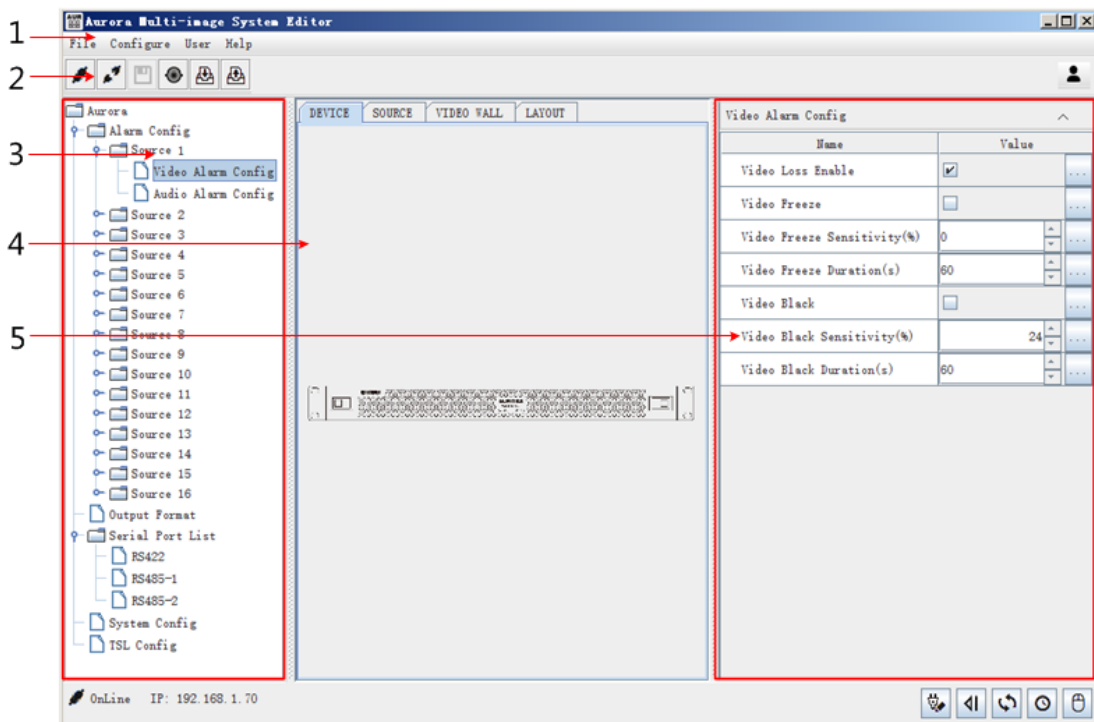 Aurora Multi-image System Editor
1
File Configure User Help
2
Aurora
Alarm Config
3
Source 1
Video Alarm Config
Audio Alarm Config
Source 2
Source 3
4
Source 4
Source 5
Source 6
Source 7
5
Source 8
Source 9
Source 10
Source 11
Source 12
Source 13
Source 14
Source 15
Source 16
Output Format
Serial Port List
RS422
RS485-1
RS485-2
System Config
TSL Config
DEVICE SOURCE VIDEO WALL LAYOUT
Video Alarm Config
Name Value
Video Loss Enable ...
Video Freeze ...
Video Freeze Sensitivity(%) 0 ...
Video Freeze Duration(s) 60 ...
Video Black ...
Video Black Sensitivity(%) 24 ...
Video Black Duration(s) 60 ...
OnLine IP: 192.168.1.70